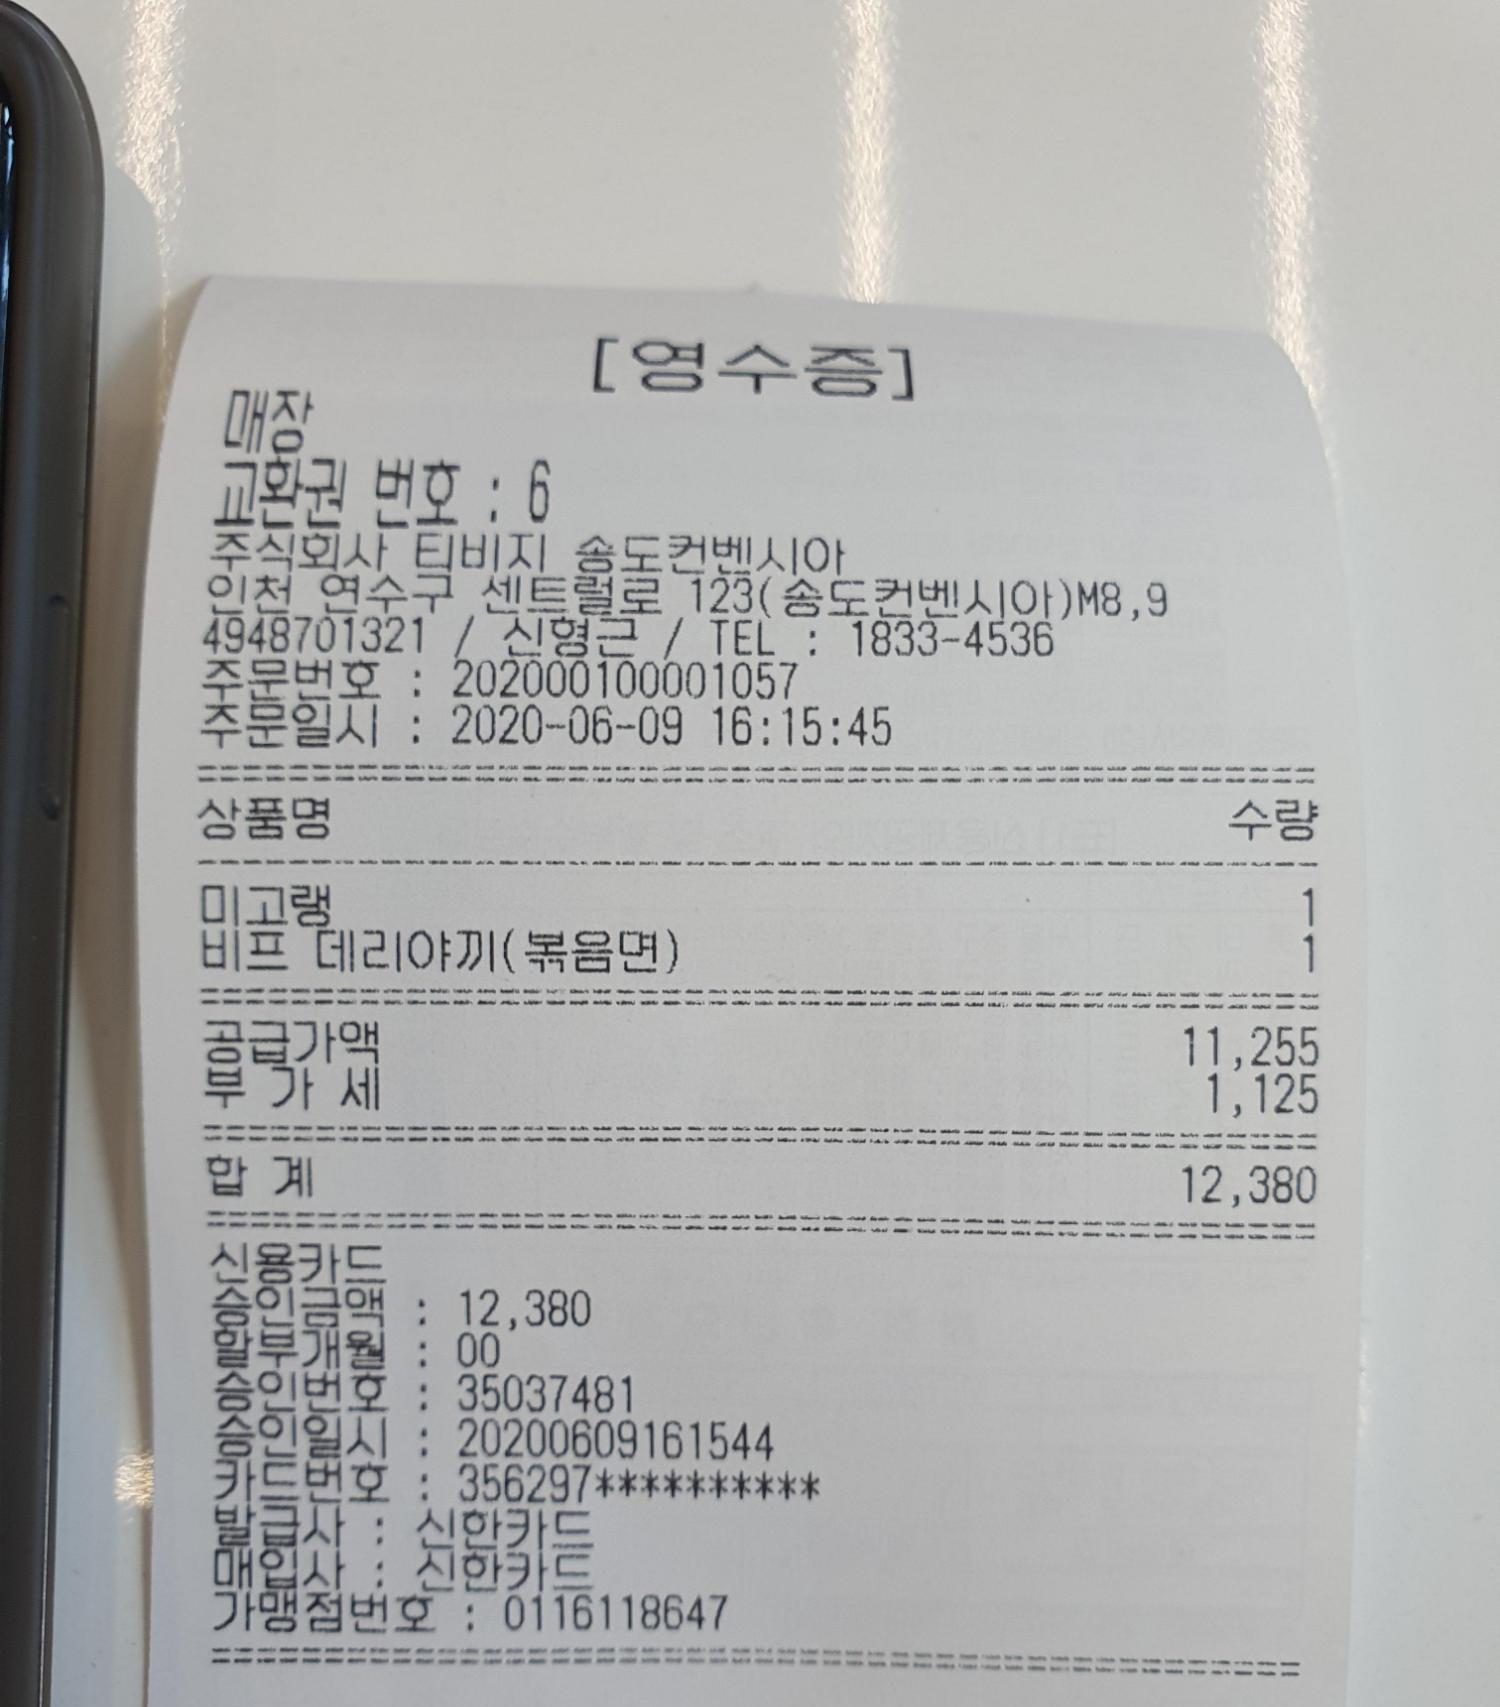 [영수증]
매장
교환권 번호 : 6
주식회사 티비지 송도컨벤시아
인천 연수구 센트럴로 123(송도컨벤시아)M8,9
4948701321 / 신형근 / TEL : 1833-4536
주문번호 : 202000100001057
주문일시 : 2020-06-09 16:15:45
상품명 수량
미고랭 1
비프 데리야끼(볶음면) 1
공급가액 11,255
부 가 세 1,125
합 계 12,380
신용카드
승인금액 : 12,380
할부개월 : 00
승인번호 : 35037481
승인일시 : 20200609161544
카드번호 : 356297**********
발급사 : 신한카드
매입사 : 신한카드
가맹점번호 : 0116118647